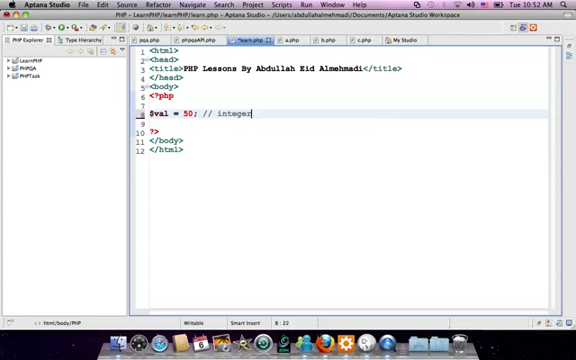 Aptana Studio File Edit Source Refactor Navigate Search Project Scripts Run Window Help Tue 10:52 AM
PHP - LearnPHP/learn.php - Aptana Studio - /Users/abdullahalmehmadi/Documents/Aptana Studio Workspace
PHP Explorer Type Hierarchy pqa.php phpqaAPI.php *learn.php a.php b.php c.php My Studio
LearnPHP
PHPQA
PHPTask
1 <html>
2 <head>
3 <title>PHP Lessons By Abdullah Eid Almehmadi</title>
4 </head>
5 <body>
6 <?php
7
8 $val = 50; // integer
9
10 ?>
11 </body>
12 </html>
html/body/PHP Writable Smart Insert 8 : 22